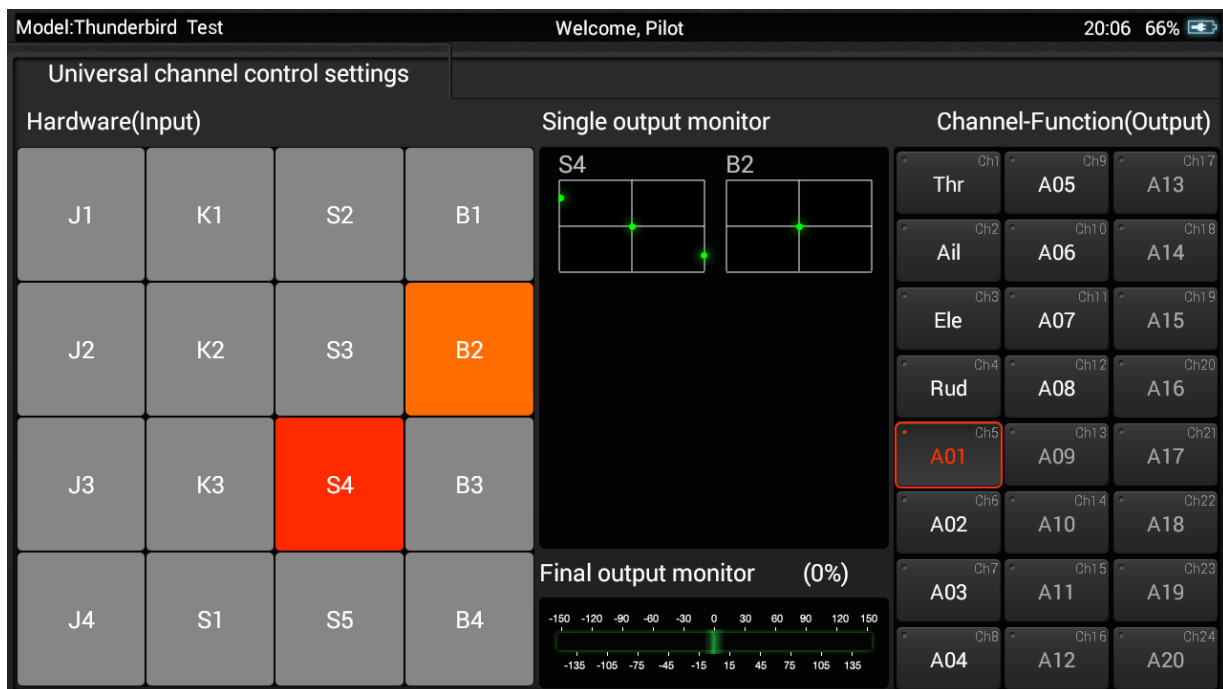 Model:Thunderbird Test Welcome, Pilot 20:06 66%
Universal channel control settings
Hardware(Input) Single output monitor Channel-Function(Output)
J1 K1 S2 B1
J2 K2 S3 B2
J3 K3 S4 B3
J4 S1 S5 B4
S4 B2
Final output monitor (0%)
-150 -120 -90 -60 -30 0 30 60 90 120 150
-135 -105 -75 -45 -15 15 45 75 105 135
Ch1 Ch9 Ch17
Thr A05 A13
Ch2 Ch10 Ch18
Ail A06 A14
Ch3 Ch11 Ch19
Ele A07 A15
Ch4 Ch12 Ch20
Rud A08 A16
Ch5 Ch13 Ch21
A01 A09 A17
Ch6 Ch14 Ch22
A02 A10 A18
Ch7 Ch15 Ch23
A03 A11 A19
Ch8 Ch16 Ch24
A04 A12 A20